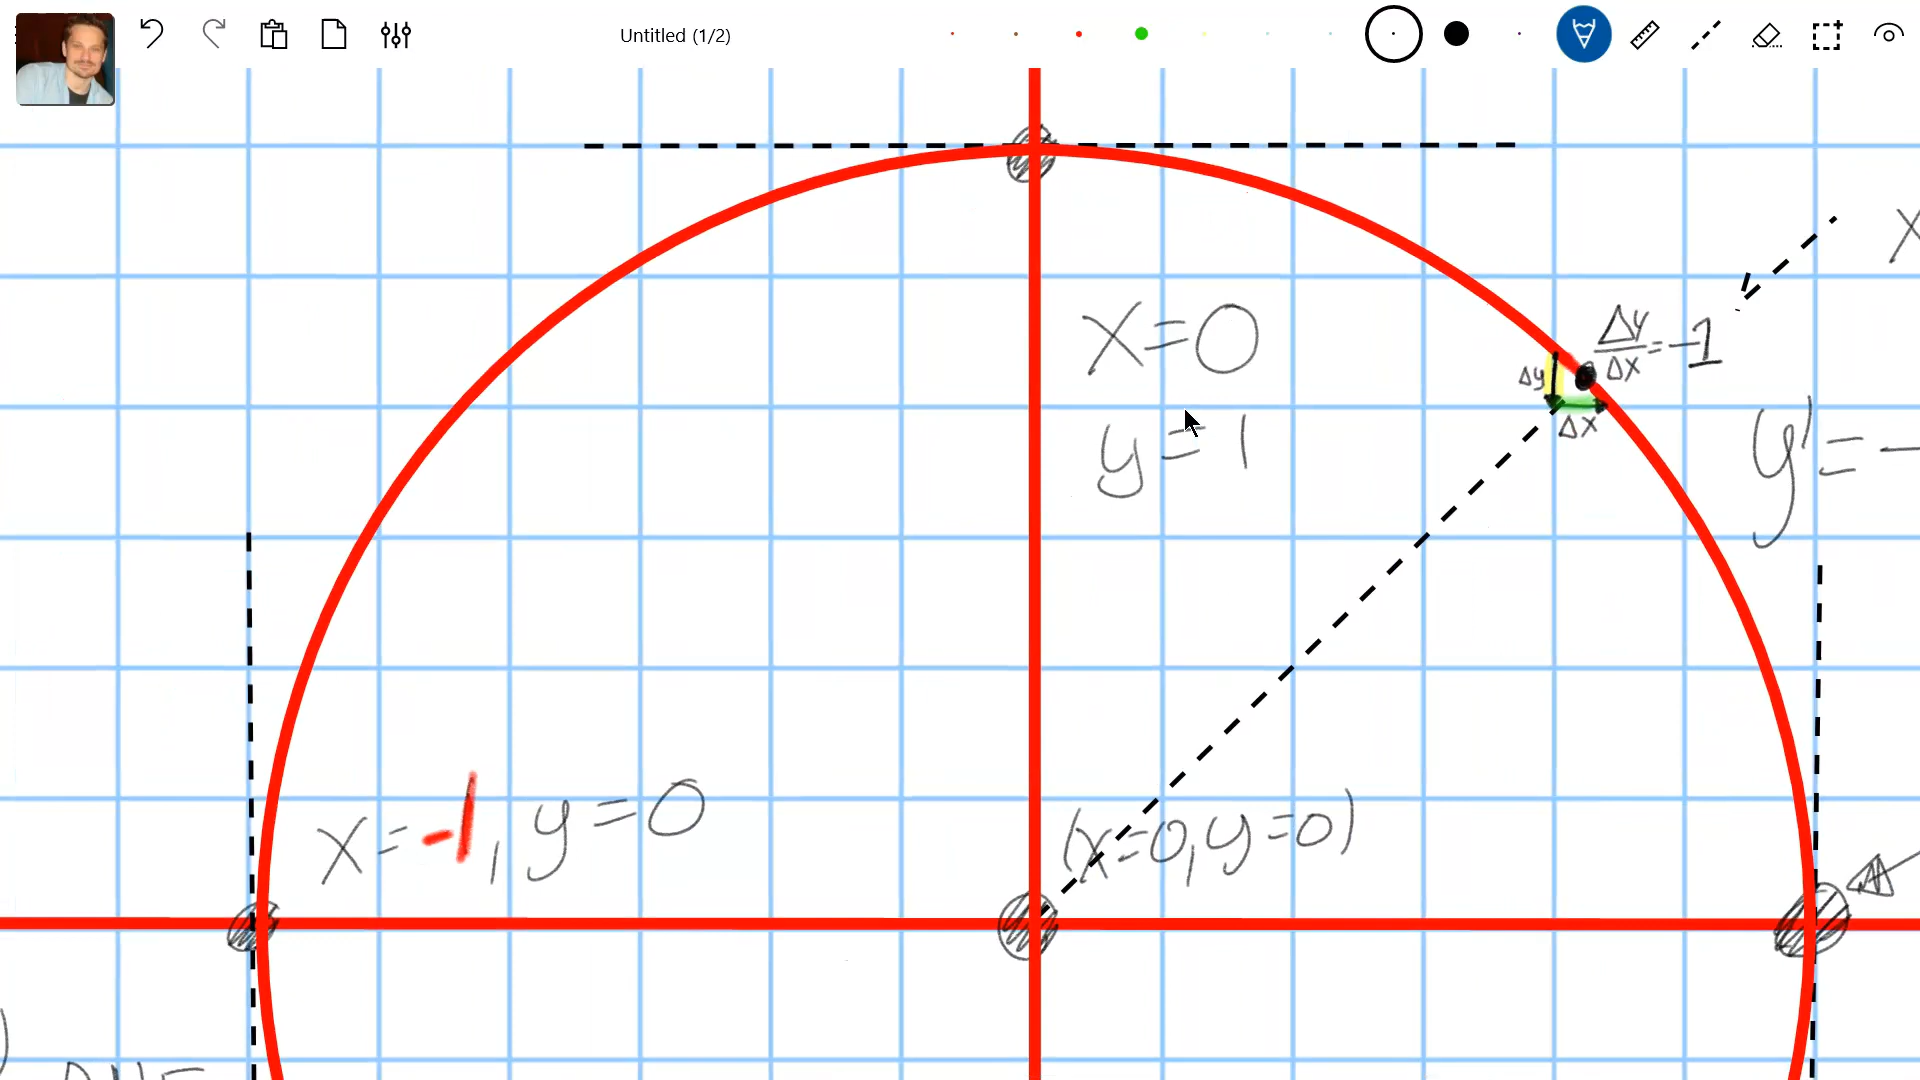 Untitled (1/2)
x=0
y=1
Δy/Δx=-1
Δy
Δx
y'=-
x=-1, y=0
(x=0,y=0)
X